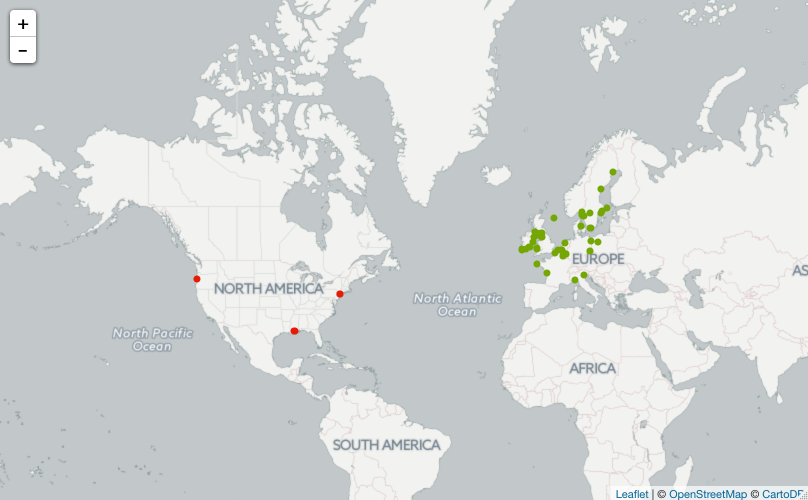 +
-
EUROPE
AS
NORTH AMERICA
North Atlantic
Ocean
North Pacific
Ocean
AFRICA
SOUTH AMERICA
Leaflet | © OpenStreetMap © CartoDB